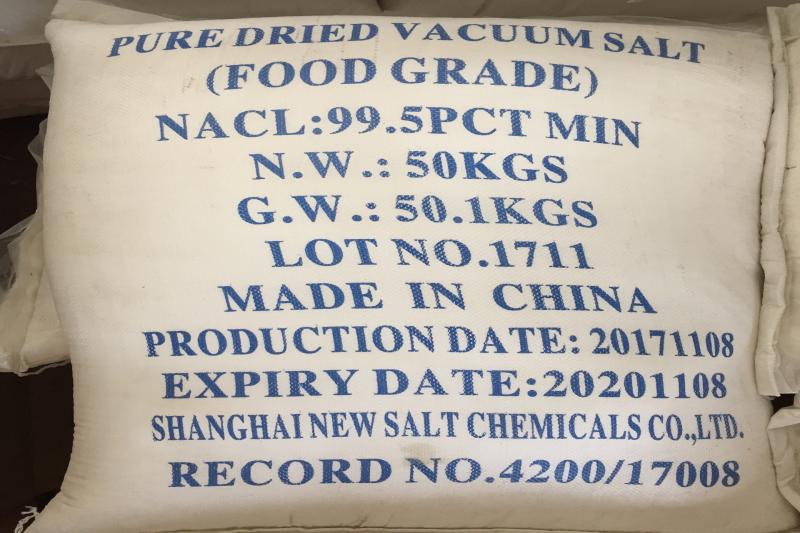 PURE DRIED VACUUM SALT
(FOOD GRADE)
NACL:99.5PCT MIN
N.W.: 50KGS
G.W.: 50.1KGS
LOT NO.1711
MADE IN CHINA
PRODUCTION DATE: 20171108
EXPIRY DATE:20201108
SHANGHAI NEW SALT CHEMICALS CO.,LTD.
RECORD NO.4200/17008